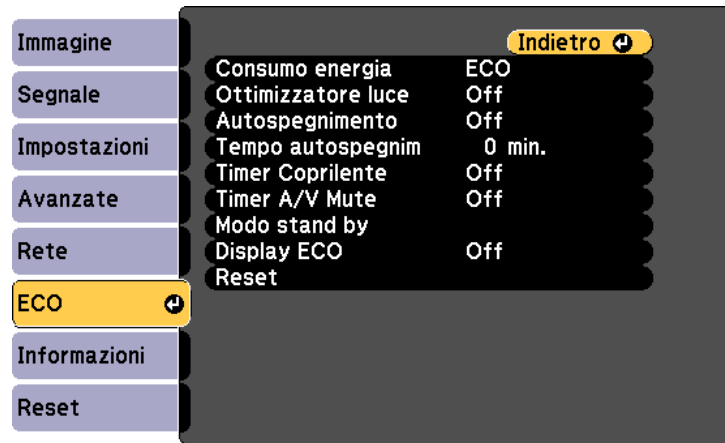 Immagine
Segnale
Impostazioni
Avanzate
Rete
ECO
Informazioni
Reset
Indietro
Consumo energia ECO
Ottimizzatore luce Off
Autospegnimento Off
Tempo autospegnim 0 min.
Timer Coprilente Off
Timer A/V Mute Off
Modo stand by
Display ECO Off
Reset